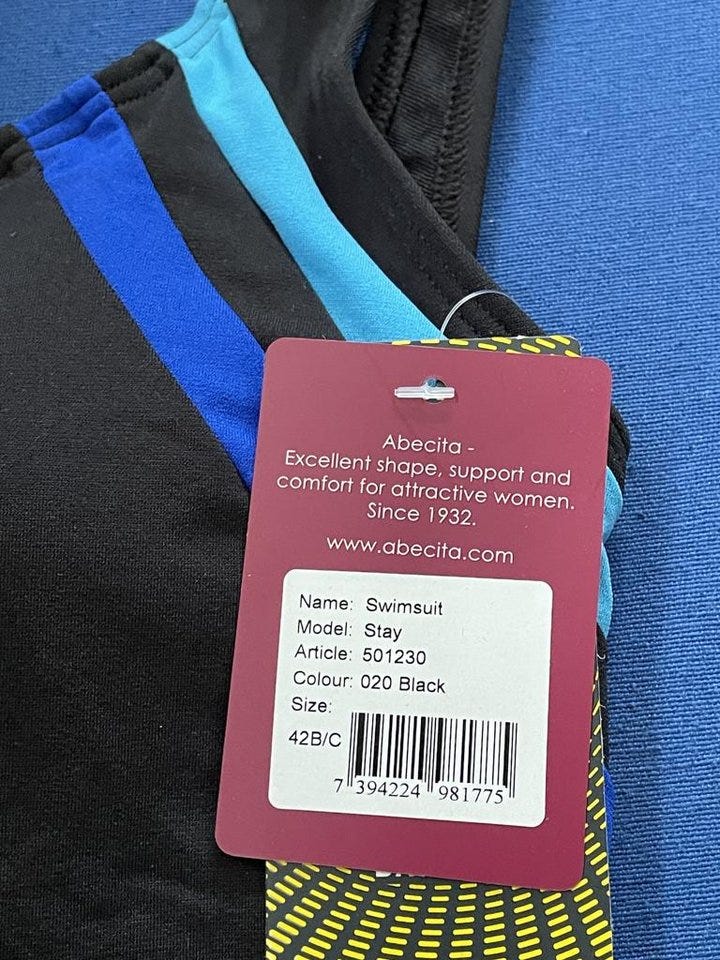 Abecita -
Excellent shape, support and
comfort for attractive women.
Since 1932.
www.abecita.com
Name: Swimsuit
Model: Stay
Article: 501230
Colour: 020 Black
Size:
42B/C
7 394224 981775